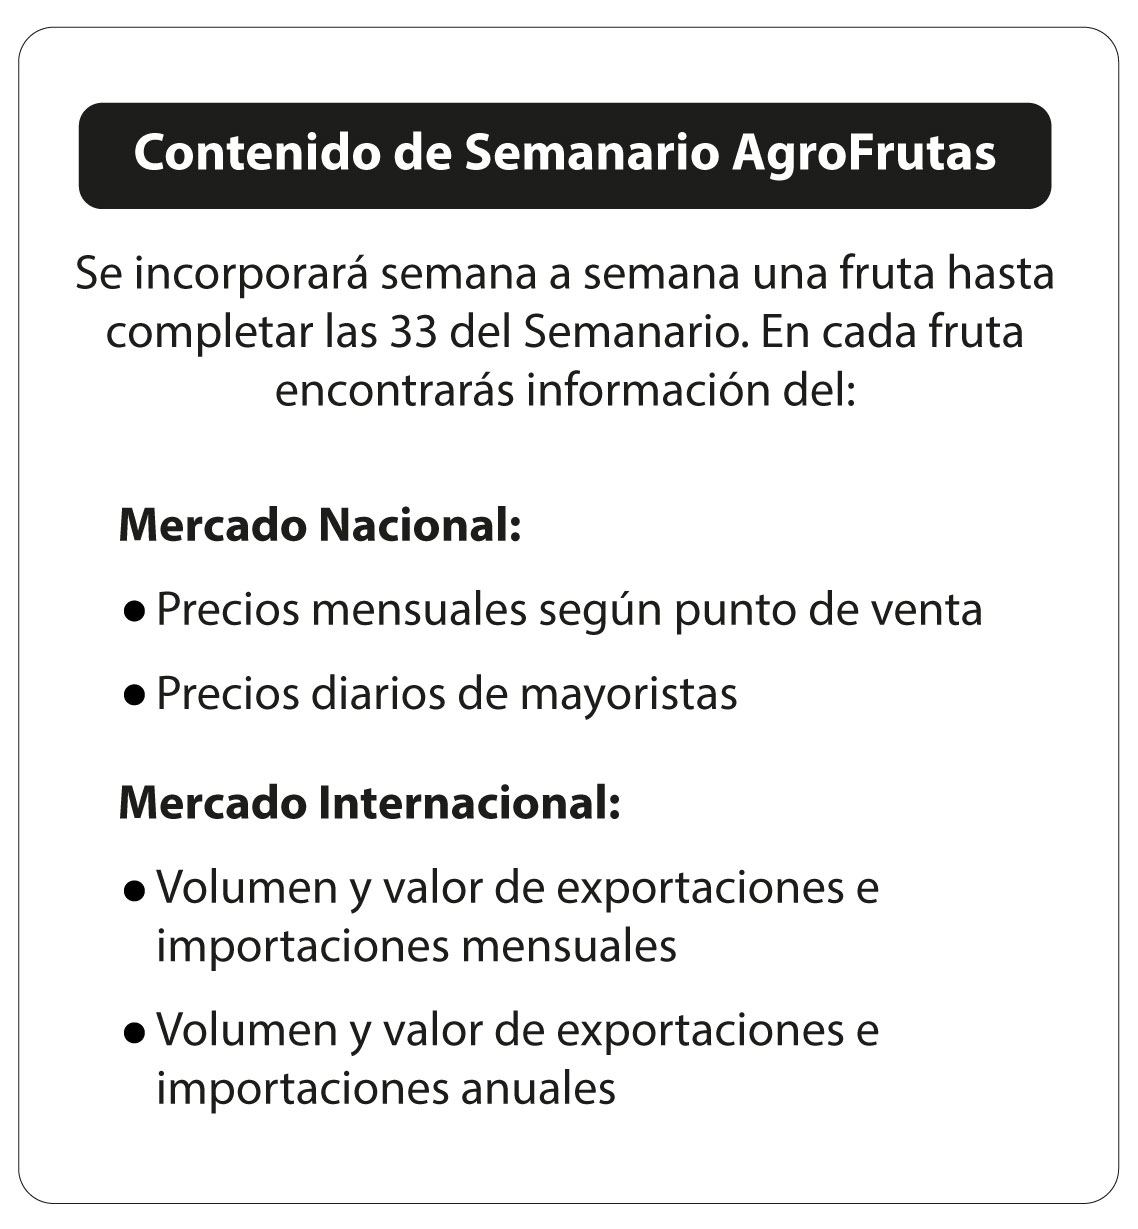 Contenido de Semanario AgroFrutas
Se incorporará semana a semana una fruta hasta
completar las 33 del Semanario. En cada fruta
encontrarás información del:
Mercado Nacional:
● Precios mensuales según punto de venta
● Precios diarios de mayoristas
Mercado Internacional:
● Volumen y valor de exportaciones e
importaciones mensuales
● Volumen y valor de exportaciones e
importaciones anuales